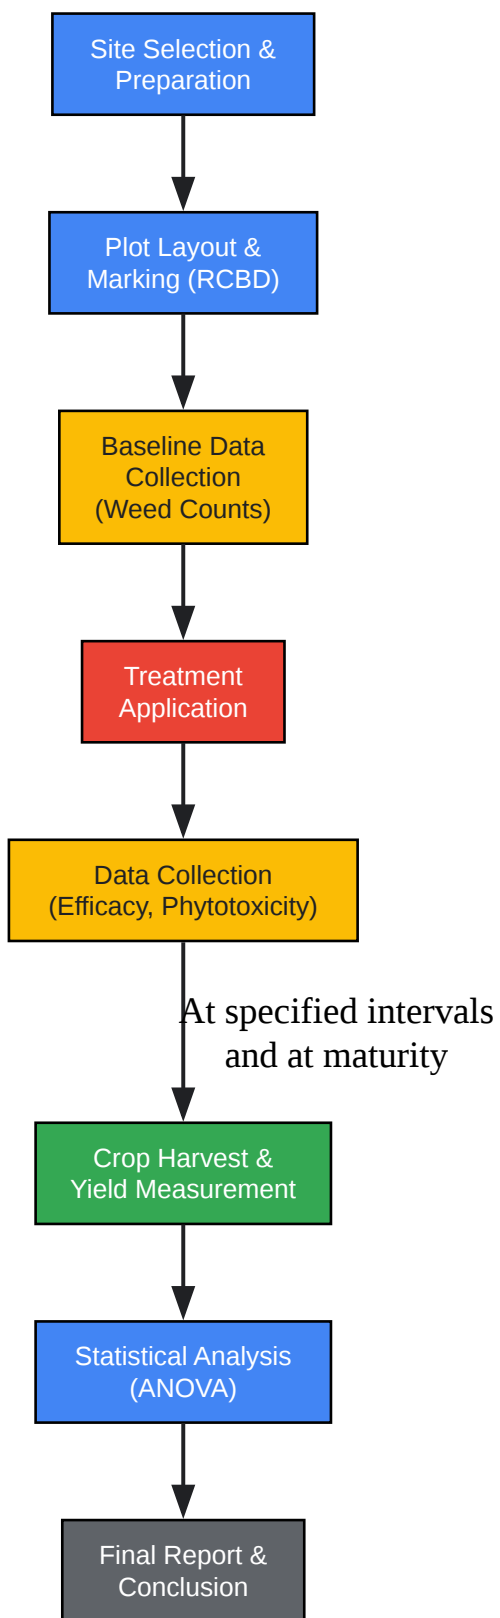 Site Selection &
Preparation
Plot Layout &
Marking (RCBD)
Baseline Data
Collection
(Weed Counts)
Treatment
Application
Data Collection
(Efficacy, Phytotoxicity)
At specified intervals
and at maturity
Crop Harvest &
Yield Measurement
Statistical Analysis
(ANOVA)
Final Report &
Conclusion